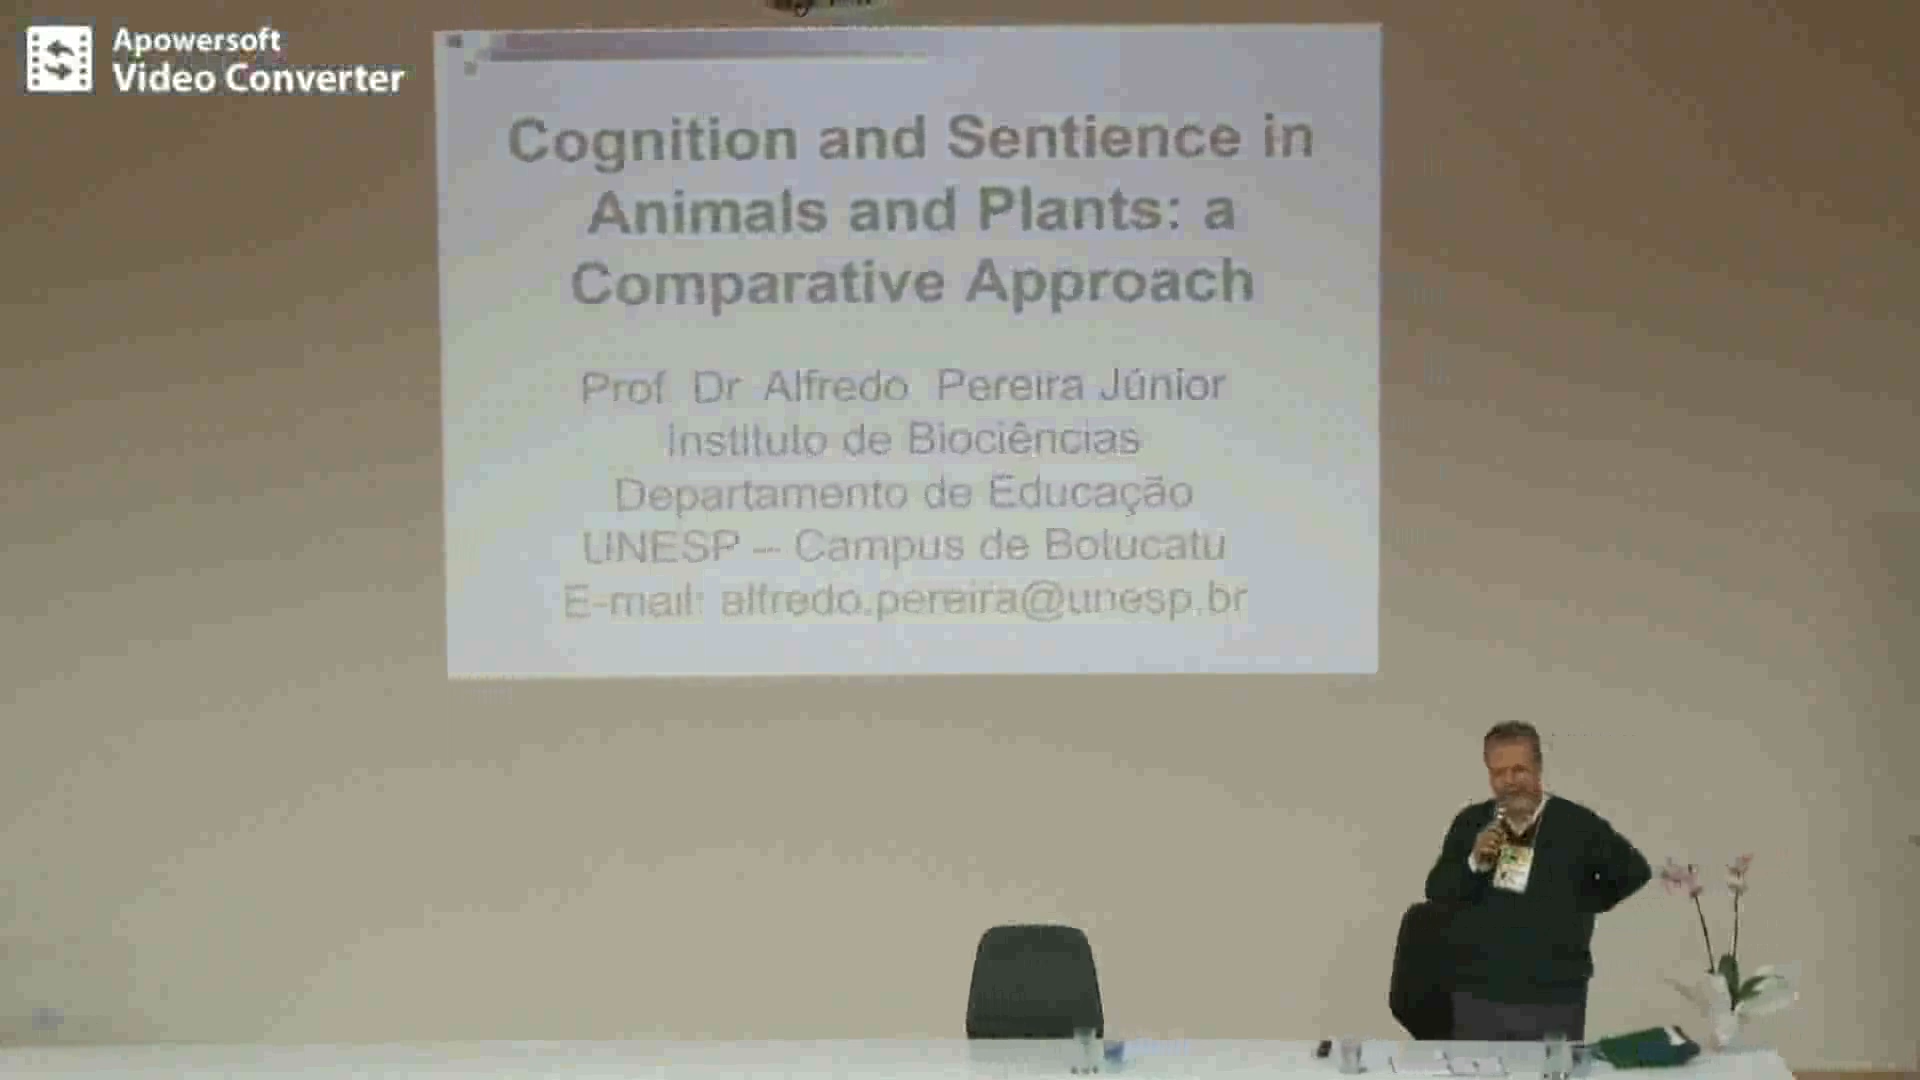 Apowersoft
Video Converter
Cognition and Sentience in
Animals and Plants: a
Comparative Approach
Prof Dr Alfredo Pereira Júnior
Instituto de Biociências
Departamento de Educação
UNESP – Campus de Botucatu
E-mail: alfredo.pereira@unesp.br